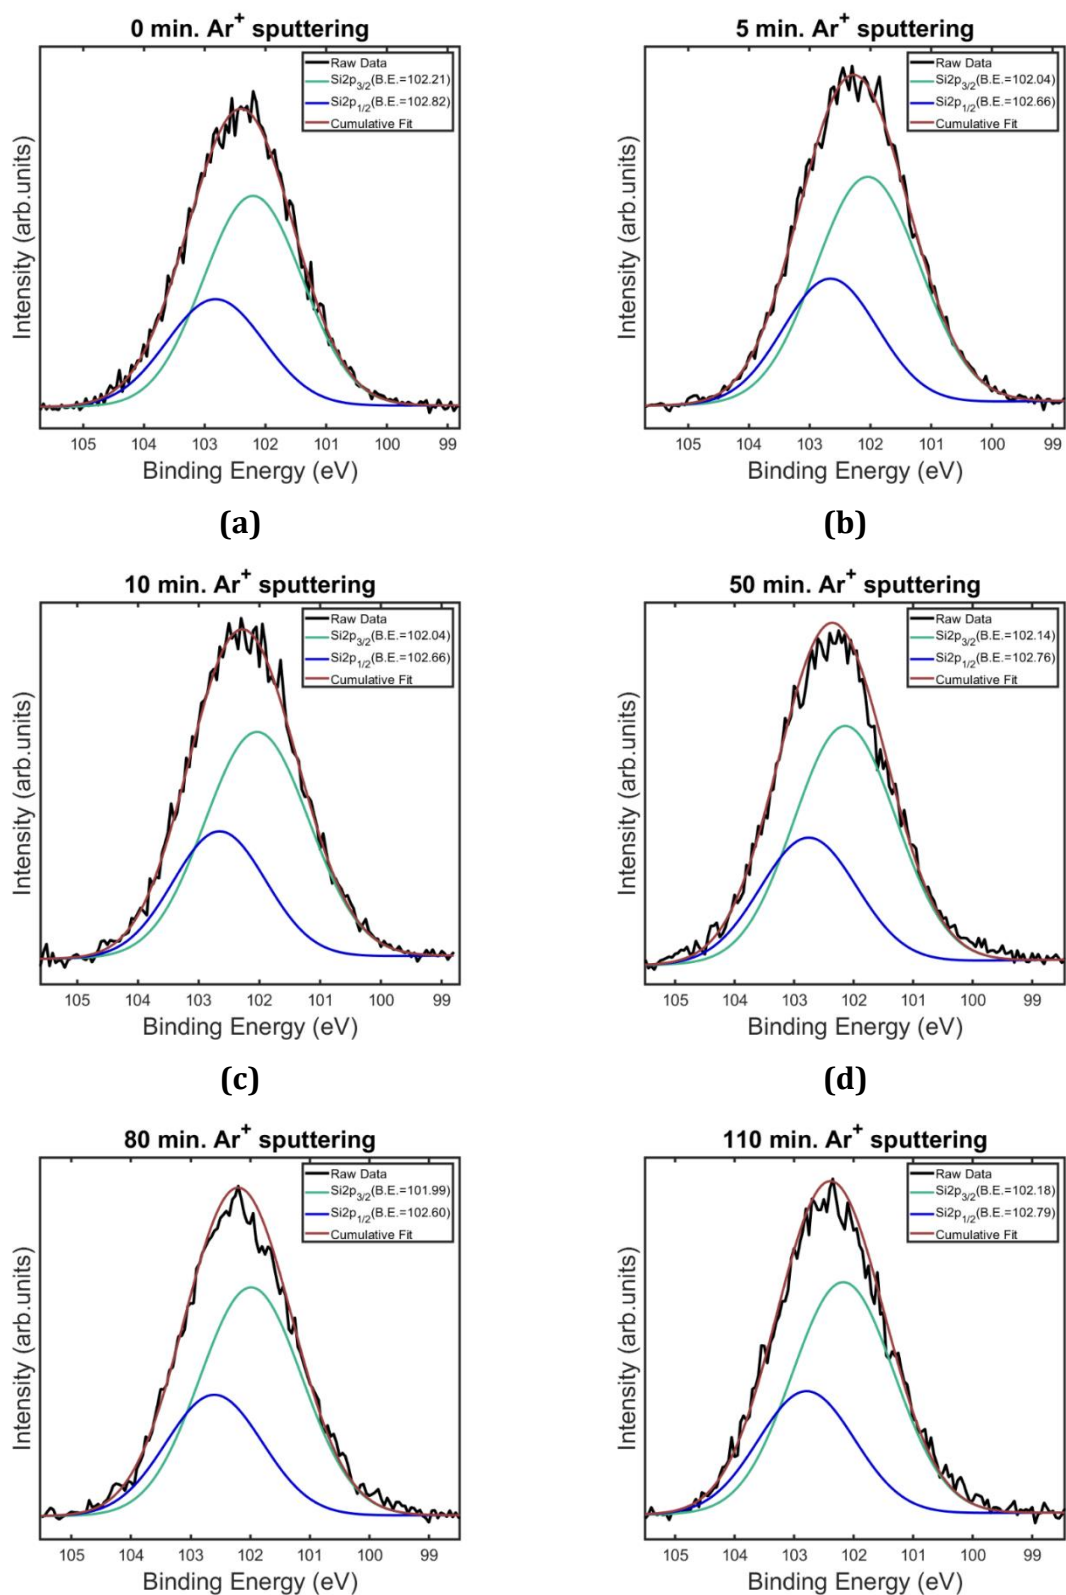 0 min. Ar⁺ sputtering
Raw Data
Si2p₃/₂(B.E.=102.21)
Si2p₁/₂(B.E.=102.82)
Cumulative Fit
Intensity (arb.units)
105 104 103 102 101 100 99
Binding Energy (eV)
(a)
5 min. Ar⁺ sputtering
Raw Data
Si2p₃/₂(B.E.=102.04)
Si2p₁/₂(B.E.=102.66)
Cumulative Fit
Intensity (arb.units)
105 104 103 102 101 100 99
Binding Energy (eV)
(b)
10 min. Ar⁺ sputtering
Raw Data
Si2p₃/₂(B.E.=102.04)
Si2p₁/₂(B.E.=102.66)
Cumulative Fit
Intensity (arb.units)
105 104 103 102 101 100 99
Binding Energy (eV)
(c)
50 min. Ar⁺ sputtering
Raw Data
Si2p₃/₂(B.E.=102.14)
Si2p₁/₂(B.E.=102.76)
Cumulative Fit
Intensity (arb.units)
105 104 103 102 101 100 99
Binding Energy (eV)
(d)
80 min. Ar⁺ sputtering
Raw Data
Si2p₃/₂(B.E.=101.99)
Si2p₁/₂(B.E.=102.60)
Cumulative Fit
Intensity (arb.units)
105 104 103 102 101 100 99
Binding Energy (eV)
110 min. Ar⁺ sputtering
Raw Data
Si2p₃/₂(B.E.=102.18)
Si2p₁/₂(B.E.=102.79)
Cumulative Fit
Intensity (arb.units)
105 104 103 102 101 100 99
Binding Energy (eV)